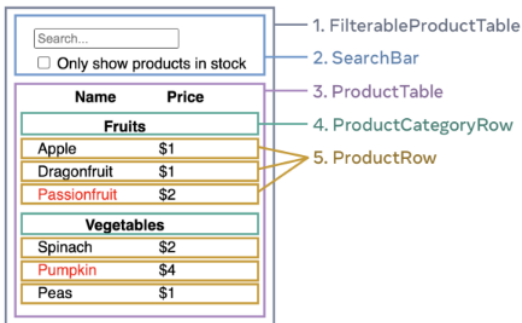 Search...
Only show products in stock
Name Price
Fruits
Apple $1
Dragonfruit $1
Passionfruit $2
Vegetables
Spinach $2
Pumpkin $4
Peas $1
1. FilterableProductTable
2. SearchBar
3. ProductTable
4. ProductCategoryRow
5. ProductRow